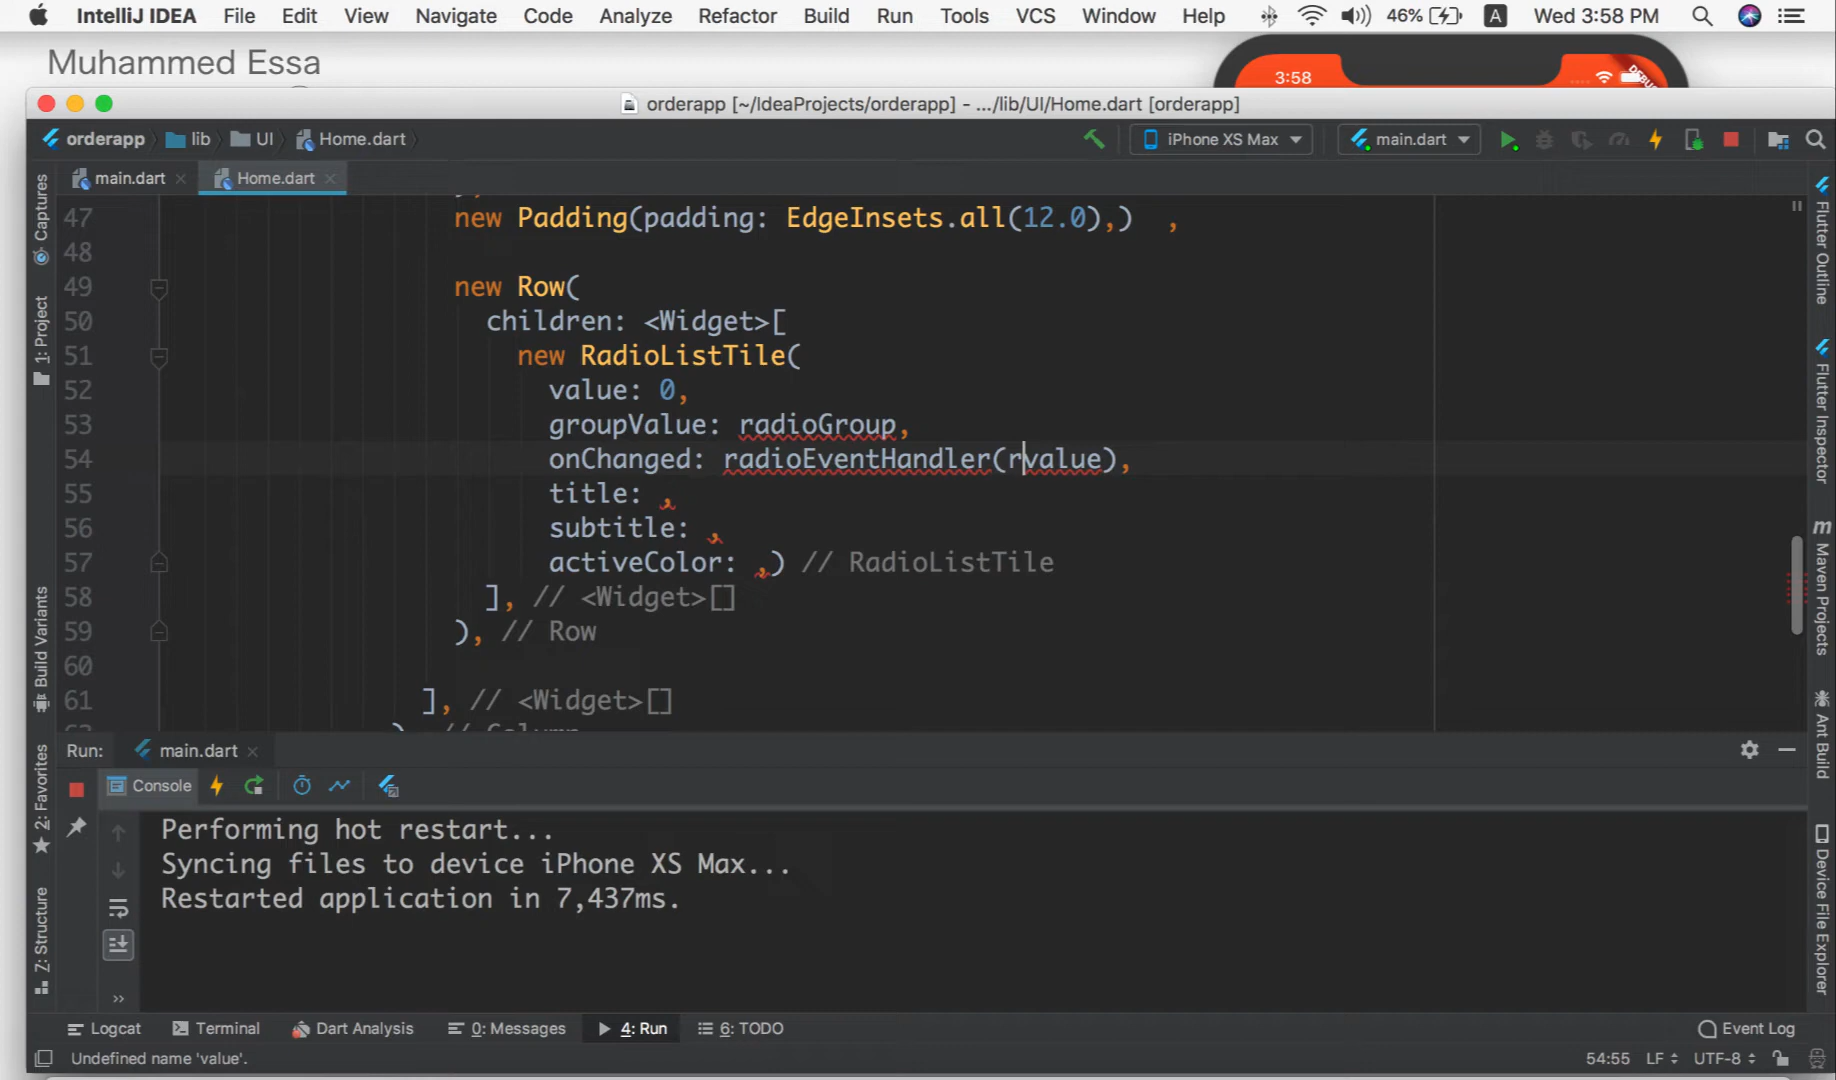 IntelliJ IDEA File Edit View Navigate Code Analyze Refactor Build Run Tools VCS Window Help 46% A Wed 3:58 PM
Muhammed Essa
3:58
DEBUG
orderapp [~/IdeaProjects/orderapp] - .../lib/UI/Home.dart [orderapp]
orderapp lib UI Home.dart iPhone XS Max main.dart
main.dart Home.dart
47 new Padding(padding: EdgeInsets.all(12.0),) ,
48
49 new Row(
50 children: <Widget>[
51 new RadioListTile(
52 value: 0,
53 groupValue: radioGroup,
54 onChanged: radioEventHandler(rvalue),
55 title: ,
56 subtitle: ,
57 activeColor: ,) // RadioListTile
58 ], // <Widget>[]
59 ), // Row
60
61 ], // <Widget>[]
) // Column
Captures
1: Project
Build Variants
2: Favorites
Z: Structure
Flutter Outline
Flutter Inspector
m Maven Projects
Ant Build
Device File Explorer
Run: main.dart
Console
Performing hot restart...
Syncing files to device iPhone XS Max...
Restarted application in 7,437ms.
»
Logcat Terminal Dart Analysis 0: Messages 4: Run 6: TODO Event Log
Undefined name 'value'. 54:55 LF UTF-8